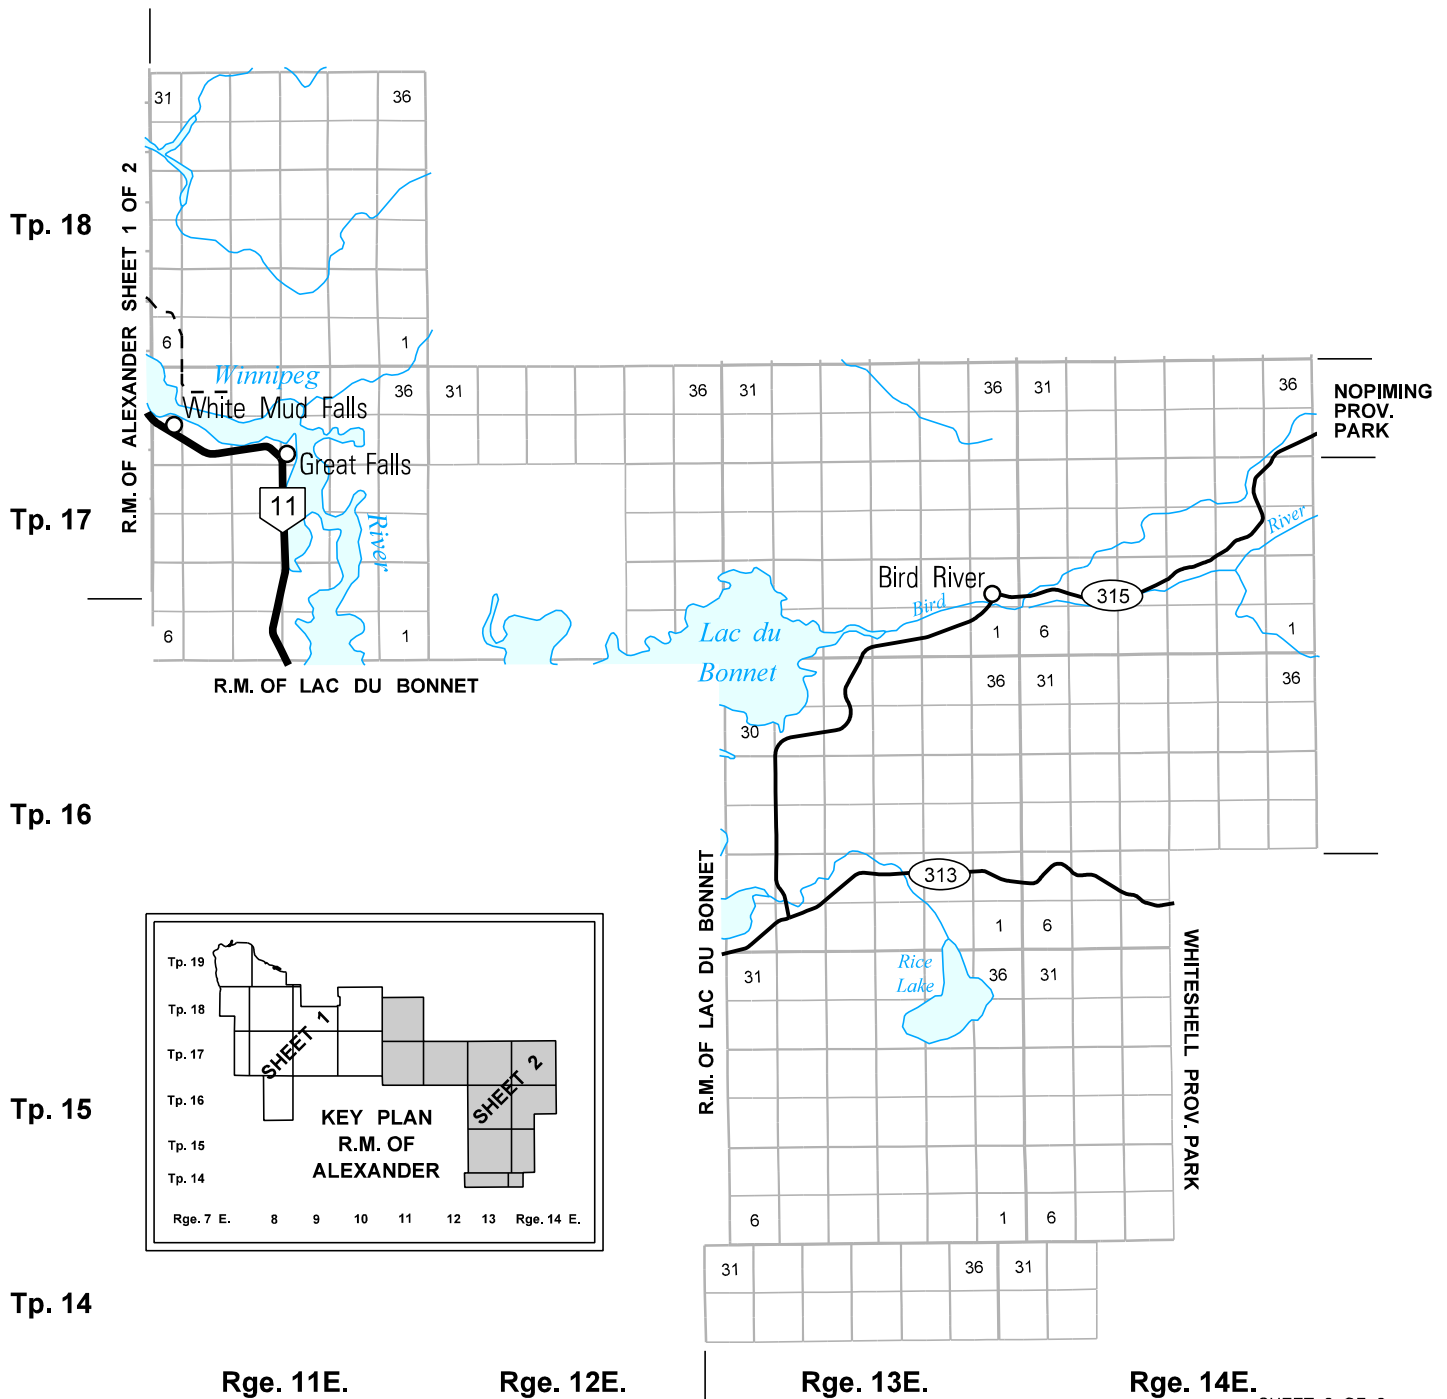 31
36
Tp. 18
R.M. OF ALEXANDER SHEET 1 OF 2
6
1
Winnipeg
36
31
36
31
36
31
36
NOPIMING
PROV.
PARK
White Mud Falls
Great Falls
11
Tp. 17
River
River
Bird River
Bird
315
6
1
Lac du
Bonnet
1
6
1
R.M. OF LAC DU BONNET
36
31
36
30
Tp. 16
R.M. OF LAC DU BONNET
313
1
6
WHITESHELL PROV. PARK
Rice
Lake
31
36
31
Tp. 19
Tp. 18
Tp. 17
Tp. 16
Tp. 15
Tp. 14
SHEET 1
SHEET 2
KEY PLAN
R.M. OF
ALEXANDER
Rge. 7 E. 8 9 10 11 12 13 Rge. 14 E.
Tp. 15
6
1
6
31
36
31
Tp. 14
Rge. 11E. Rge. 12E. Rge. 13E. Rge. 14E.